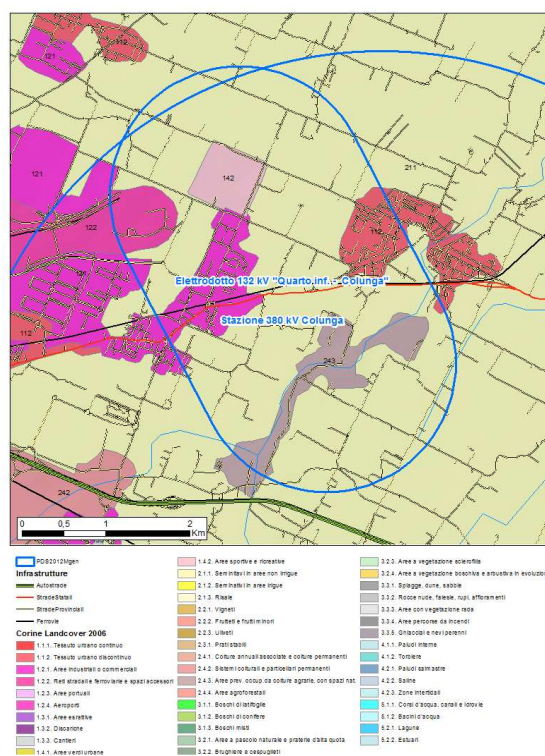 112
121
121
142
211
122
112
Elettrodotto 132 kV "Quarto.inf. - Colunga"
121
Stazione 380 kV Colunga
112
243
242
0 0,5 1 2
Km
PDS2012Mgen
Infrastrutture
Autostrade
StradeStatali
StradeProvinciali
Ferrovie
Corine Landcover 2006
1.1.1. Tessuto urbano continuo
1.1.2. Tessuto urbano discontinuo
1.2.1. Aree industriali o commerciali
1.2.2. Reti stradali e ferroviarie e spazi accessori
1.2.3. Aree portuali
1.2.4. Aeroporti
1.3.1. Aree estrattive
1.3.2. Discariche
1.3.3. Cantieri
1.4.1. Aree verdi urbane
1.4.2. Aree sportive e ricreative
2.1.1. Seminativi in aree non irrigue
2.1.2. Seminativi in aree irrigue
2.1.3. Risaie
2.2.1. Vigneti
2.2.2. Frutteti e frutti minori
2.2.3. Uliveti
2.3.1. Prati stabili
2.4.1. Colture annuali associate e colture permanenti
2.4.2. Sistemi colturali e particellari permanenti
2.4.3. Aree prev. occup. da colture agrarie, con spazi nat.
2.4.4. Aree agroforestali
3.1.1. Boschi di latifoglie
3.1.2. Boschi di conifere
3.1.3. Boschi misti
3.2.1. Aree a pascolo naturale e praterie d'alta quota
3.2.2. Brughiere e cespuglieti
3.2.3. Aree a vegetazione sclerofilla
3.2.4. Aree a vegetazione boschiva e arbustiva in evoluzione
3.3.1. Spiagge, dune, sabbie
3.3.2. Rocce nude, falesie, rupi, affioramenti
3.3.3. Aree con vegetazione rada
3.3.4. Aree percorse da incendi
3.3.5. Ghiacciai e nevi perenni
4.1.1. Paludi interne
4.1.2. Torbiere
4.2.1. Paludi salmastre
4.2.2. Saline
4.2.3. Zone intertidali
5.1.1. Corsi d'acqua, canali e idrovie
5.1.2. Bacini d'acqua
5.2.1. Lagune
5.2.2. Estuari